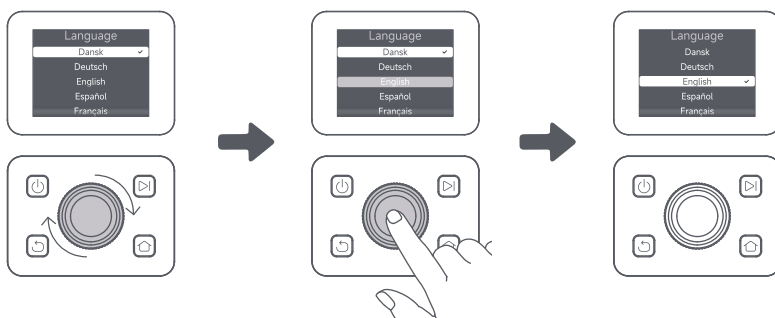 Language
Dansk
Deutsch
English
Español
Français
Language
Dansk
Deutsch
English
Español
Français
Language
Dansk
Deutsch
English
Español
Français